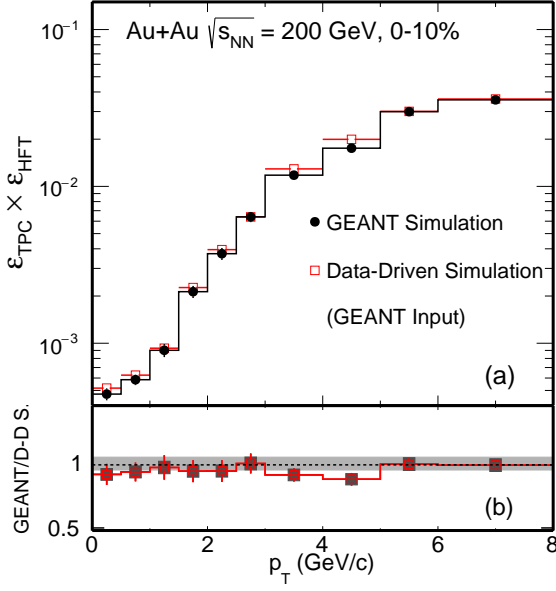 Au+Au √s_NN = 200 GeV, 0-10%
10⁻¹
10⁻²
10⁻³
ε_TPC × ε_HFT
GEANT Simulation
Data-Driven Simulation
(GEANT Input)
(a)
GEANT/D-D S.
1
0.5
(b)
0 2 4 6 8
p_T (GeV/c)